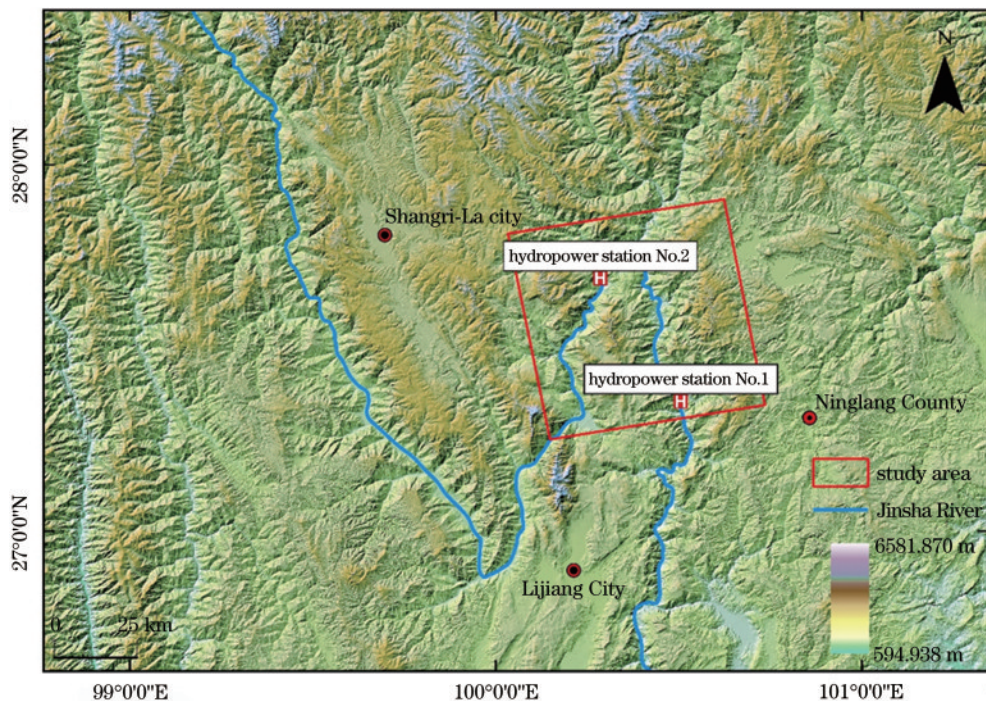 N
28°0'0"N
Shangri-La city
hydropower station No.2
H
hydropower station No.1
H
Ninglang County
study area
Jinsha River
27°0'0"N
6581.870 m
Lijiang City
0 25 km
594.938 m
99°0'0"E 100°0'0"E 101°0'0"E